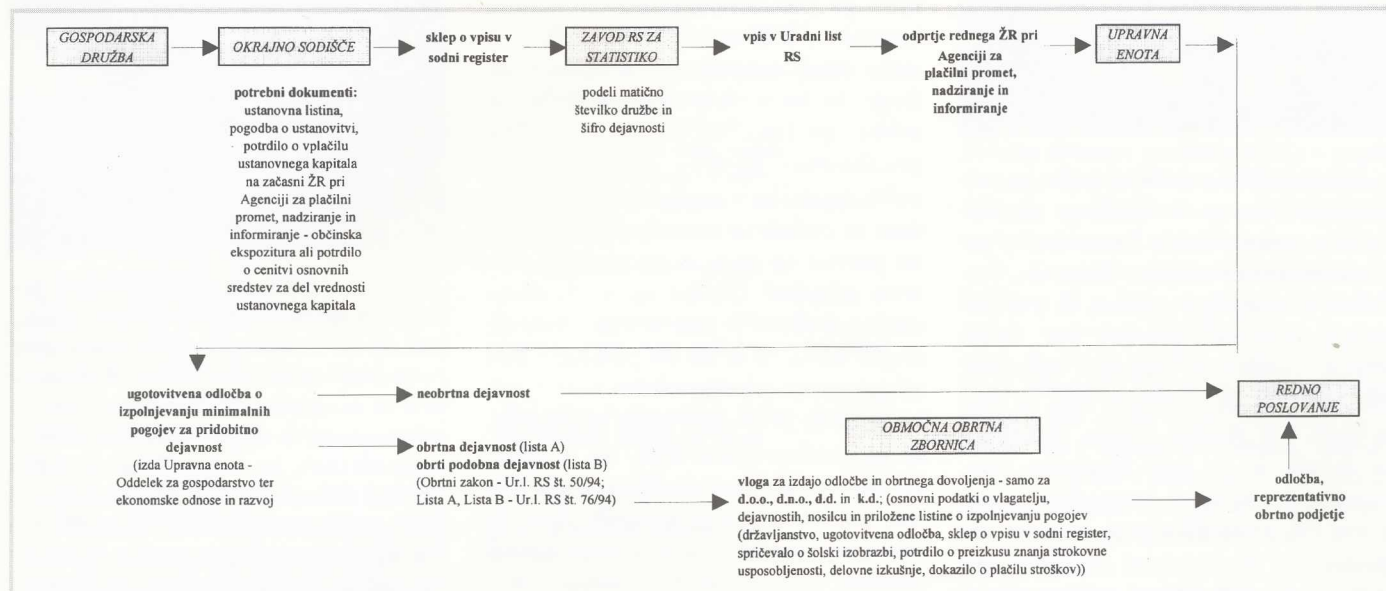 GOSPODARSKA
DRUŽBA
OKRAJNO SODIŠČE
potrebni dokumenti:
ustanovna listina,
pogodba o ustanovitvi,
potrdilo o vplačilu
ustanovnega kapitala
na začasni ŽR pri
Agenciji za plačilni
promet, nadziranje in
informiranje - občinska
ekspozitura ali potrdilo
o cenitvi osnovnih
sredstev za del vrednosti
ustanovnega kapitala
sklep o vpisu v
sodni register
ZAVOD RS ZA
STATISTIKO
podeli matično
številko družbe in
šifro dejavnosti
vpis v Uradni list
RS
odprtje rednega ŽR pri
Agenciji za
plačilni promet,
nadziranje in
informiranje
UPRAVNA
ENOTA
ugotovitvena odločba o
izpolnjevanju minimalnih
pogojev za pridobitno
dejavnost
(izda Upravna enota -
Oddelek za gospodarstvo ter
ekonomske odnose in razvoj
neobrtna dejavnost
obrtna dejavnost (lista A)
obrti podobna dejavnost (lista B)
(Obrtni zakon - Ur.l. RS št. 50/94;
Lista A, Lista B - Ur.l. RS št. 76/94)
OBMOČNA OBRTNA
ZBORNICA
vloga za izdajo odločbe in obrtnega dovoljenja - samo za
d.o.o., d.n.o., d.d. in k.d.; (osnovni podatki o vlagatelju,
dejavnostih, nosilcu in priložene listine o izpolnjevanju pogojev
(državljanstvo, ugotovitvena odločba, sklep o vpisu v sodni register,
spričevalo o šolski izobrazbi, potrdilo o preizkusu znanja strokovne
usposobljenosti, delovne izkušnje, dokazilo o plačilu stroškov))
REDNO
POSLOVANJE
odločba,
reprezentativno
obrtno podjetje